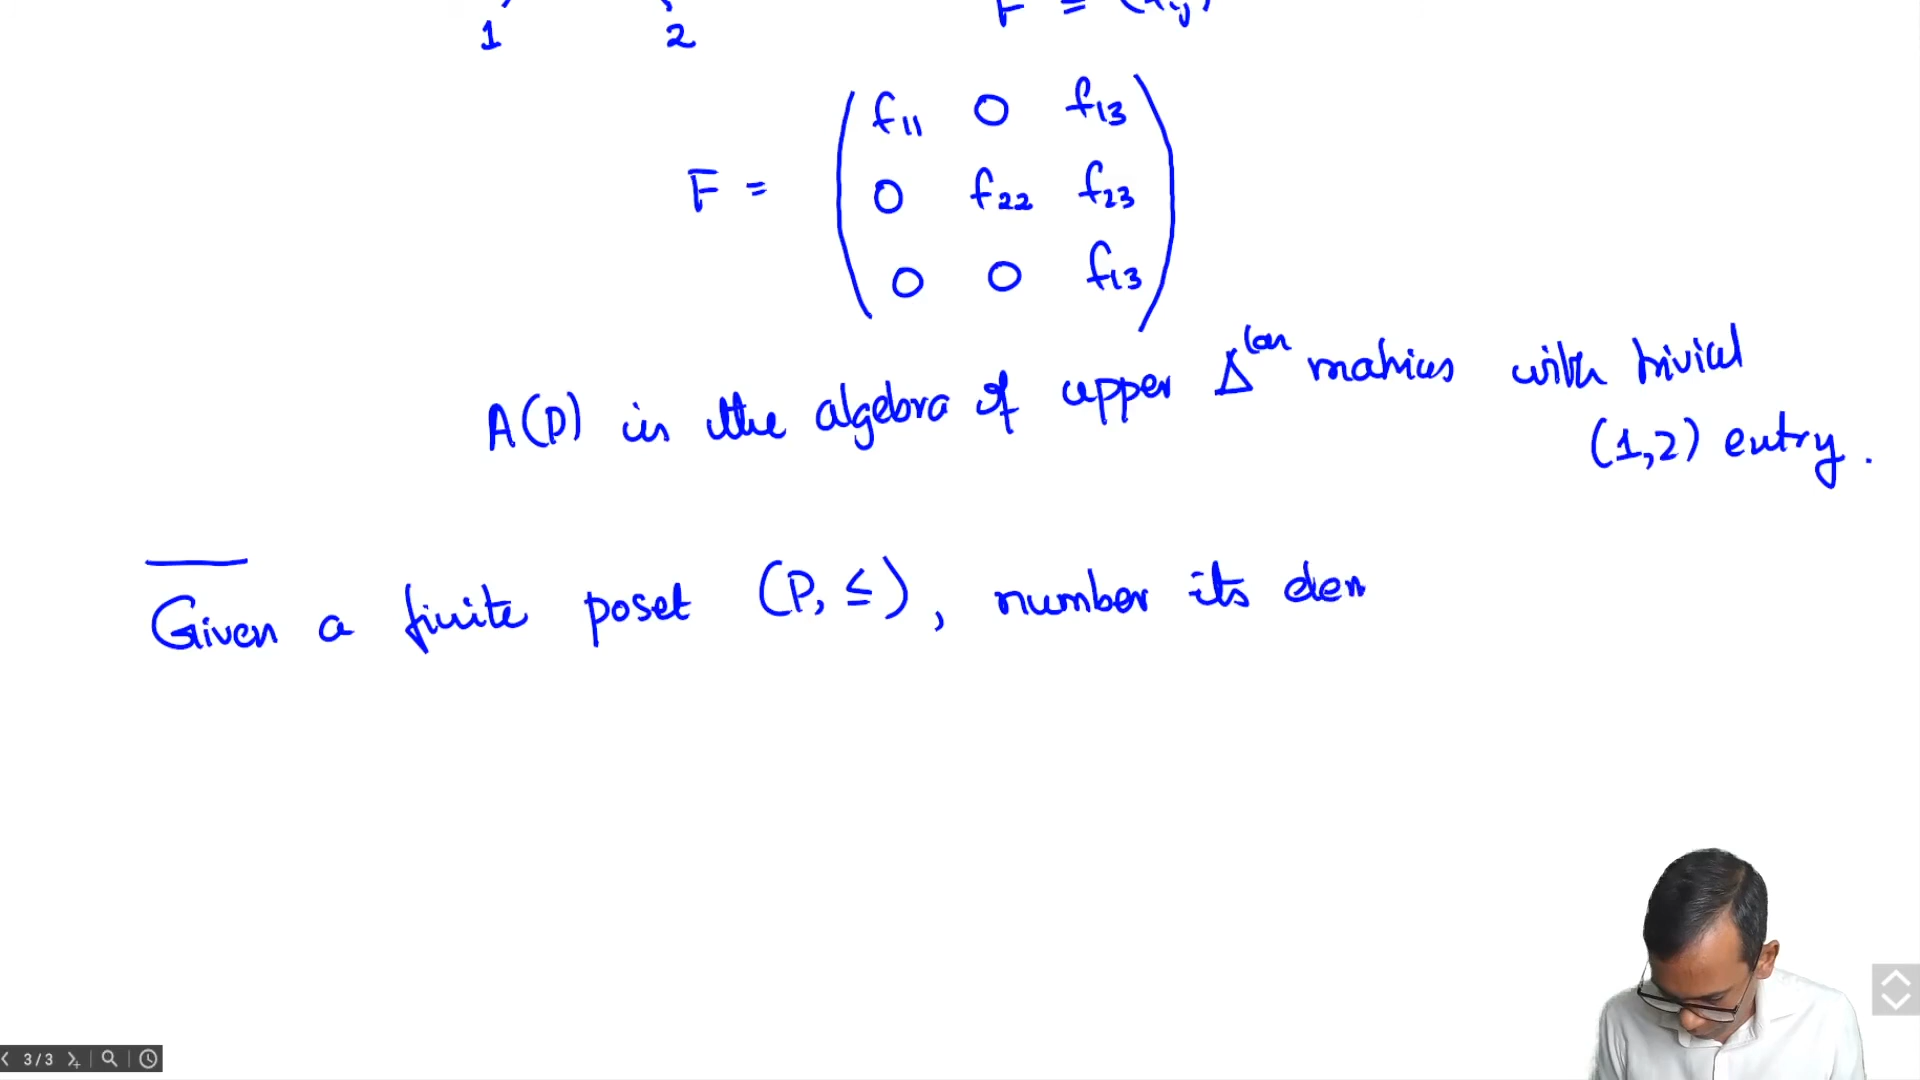 1 2 F = (fij)
f11 0 f13
F = 0 f22 f23
0 0 f13
A(P) is the algebra of upper Δlar matrices with trivial
(1,2) entry.
Given a finite poset (P, ≤), number its elem
3/3